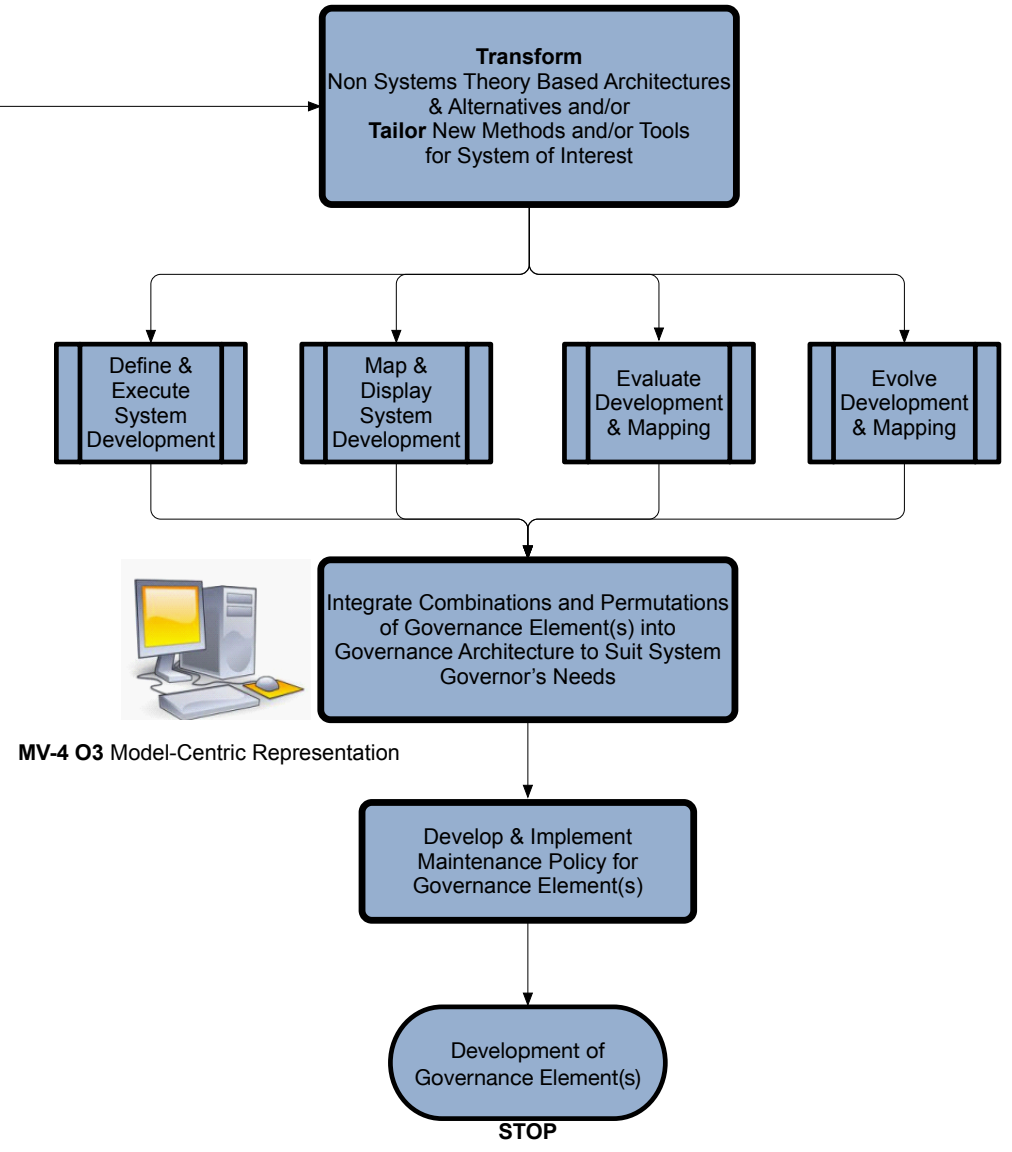 Transform
Non Systems Theory Based Architectures
& Alternatives and/or
Tailor New Methods and/or Tools
for System of Interest
Define &
Execute
System
Development
Map &
Display
System
Development
Evaluate
Development
& Mapping
Evolve
Development
& Mapping
Integrate Combinations and Permutations
of Governance Element(s) into
Governance Architecture to Suit System
Governor’s Needs
MV-4 O3 Model-Centric Representation
Develop & Implement
Maintenance Policy for
Governance Element(s)
Development of
Governance Element(s)
STOP